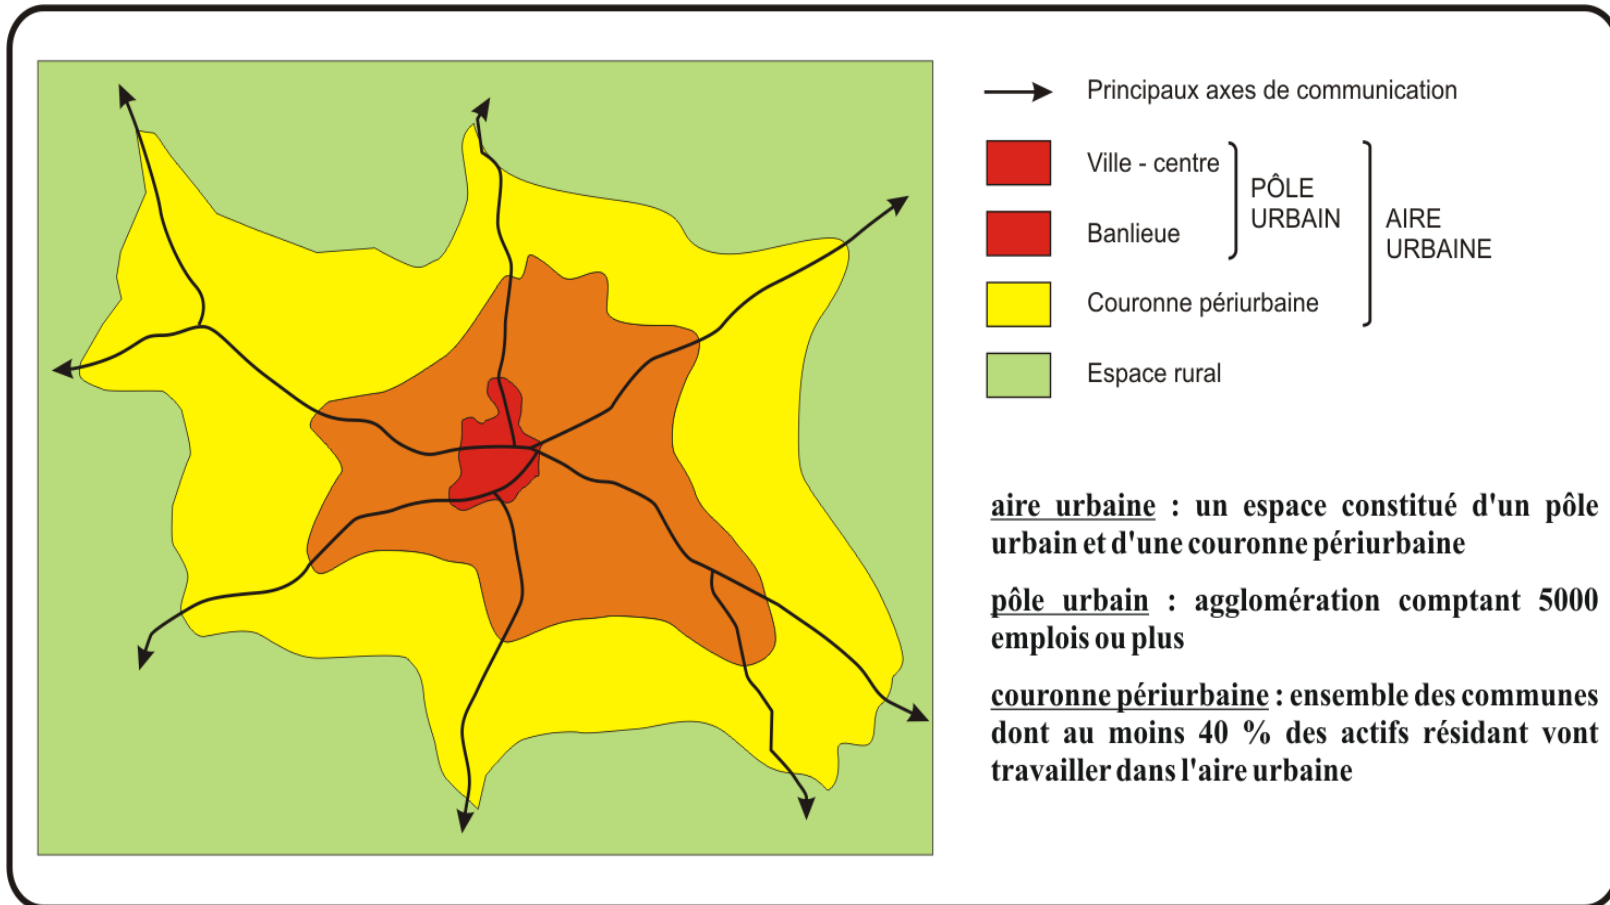 Principaux axes de communication
Ville - centre
Banlieue
PÔLE
URBAIN
AIRE
URBAINE
Couronne périurbaine
Espace rural
aire urbaine : un espace constitué d'un pôle
urbain et d'une couronne périurbaine
pôle urbain : agglomération comptant 5000
emplois ou plus
couronne périurbaine : ensemble des communes
dont au moins 40 % des actifs résidant vont
travailler dans l'aire urbaine